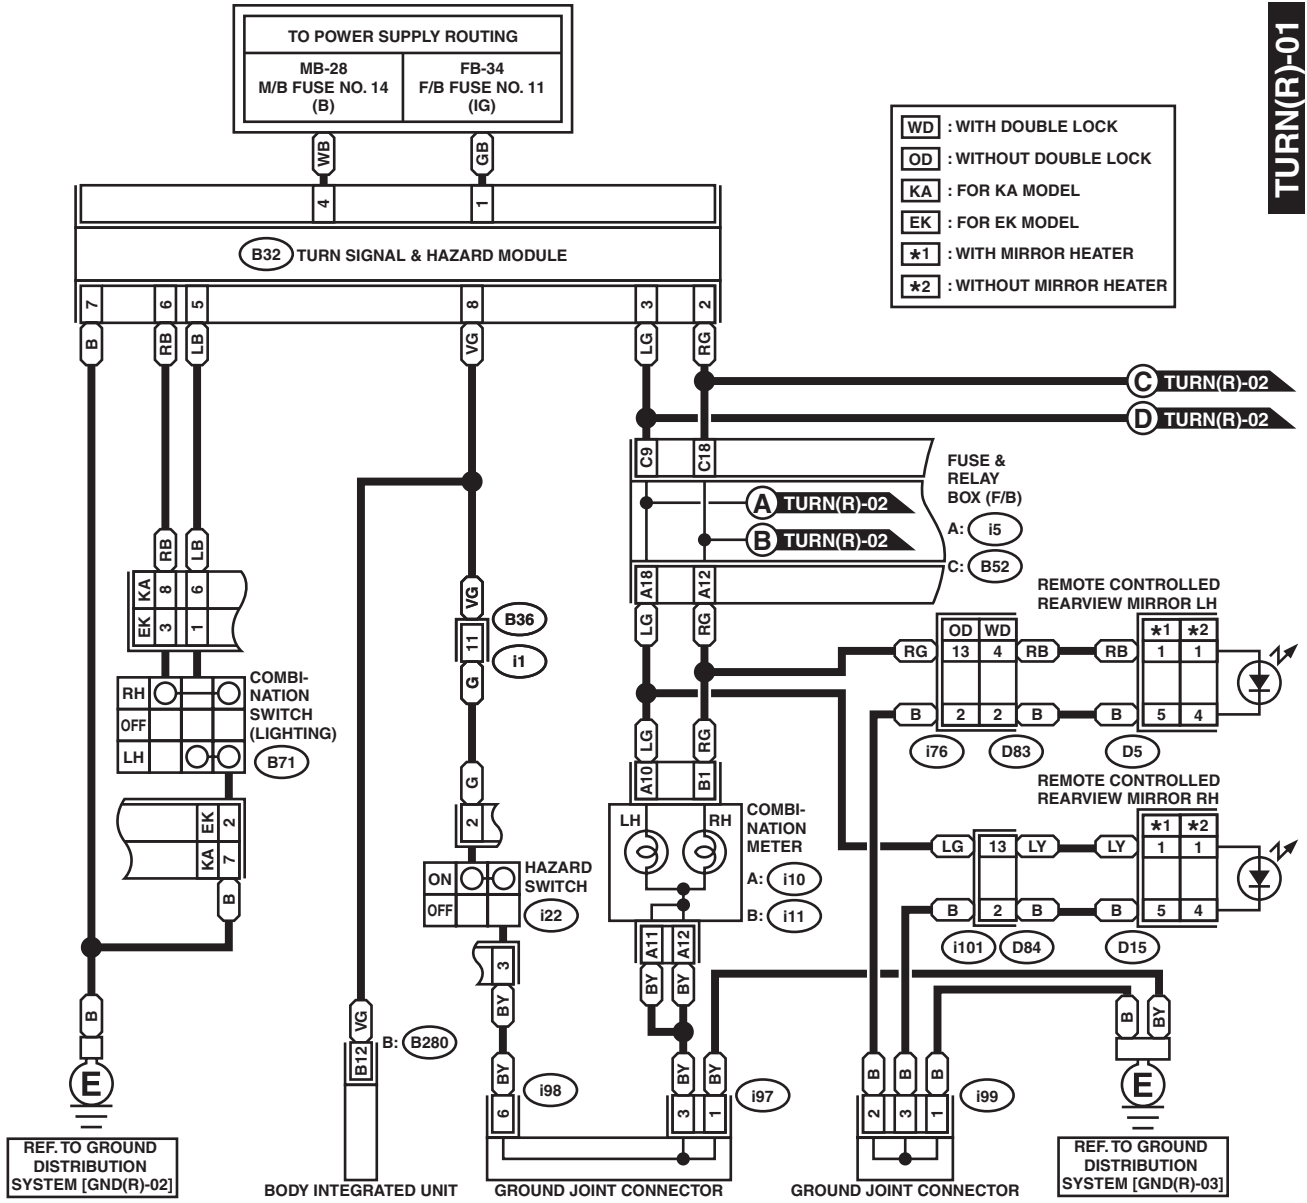 TURN(R)-01
TO POWER SUPPLY ROUTING
MB-28
M/B FUSE NO. 14
(B)
FB-34
F/B FUSE NO. 11
(IG)
WB
GB
4
1
B32 TURN SIGNAL & HAZARD MODULE
7
6
5
8
3
2
B
RB
LB
VG
LG
RG
WD : WITH DOUBLE LOCK
OD : WITHOUT DOUBLE LOCK
KA : FOR KA MODEL
EK : FOR EK MODEL
*1 : WITH MIRROR HEATER
*2 : WITHOUT MIRROR HEATER
C TURN(R)-02
D TURN(R)-02
C9
C18
A TURN(R)-02
B TURN(R)-02
FUSE &
RELAY
BOX (F/B)
A: i5
C: B52
A18
A12
LG
RG
RB
LB
KA
8
6
EK
3
1
RH
OFF
LH
COMBI-
NATION
SWITCH
(LIGHTING)
B71
EK
2
KA
7
B
VG
11
G
B36
i1
G
2
ON
OFF
HAZARD
SWITCH
i22
3
BY
BY
6
i98
LG
RG
A10
B1
LH
RH
COMBI-
NATION
METER
A: i10
B: i11
A11
A12
BY
BY
BY
BY
3
1
i97
REMOTE CONTROLLED
REARVIEW MIRROR LH
OD WD
*1 *2
RG 13 4 RB RB 1 1
B 2 2 B B 5 4
i76
D83
D5
REMOTE CONTROLLED
REARVIEW MIRROR RH
*1 *2
LG 13 LY LY 1 1
B 2 B B 5 4
i101
D84
D15
B
B
B
2
3
1
i99
B
BY
E
REF. TO GROUND
DISTRIBUTION
SYSTEM [GND(R)-03]
B
E
REF. TO GROUND
DISTRIBUTION
SYSTEM [GND(R)-02]
VG
B12
B: B280
BODY INTEGRATED UNIT
GROUND JOINT CONNECTOR
GROUND JOINT CONNECTOR